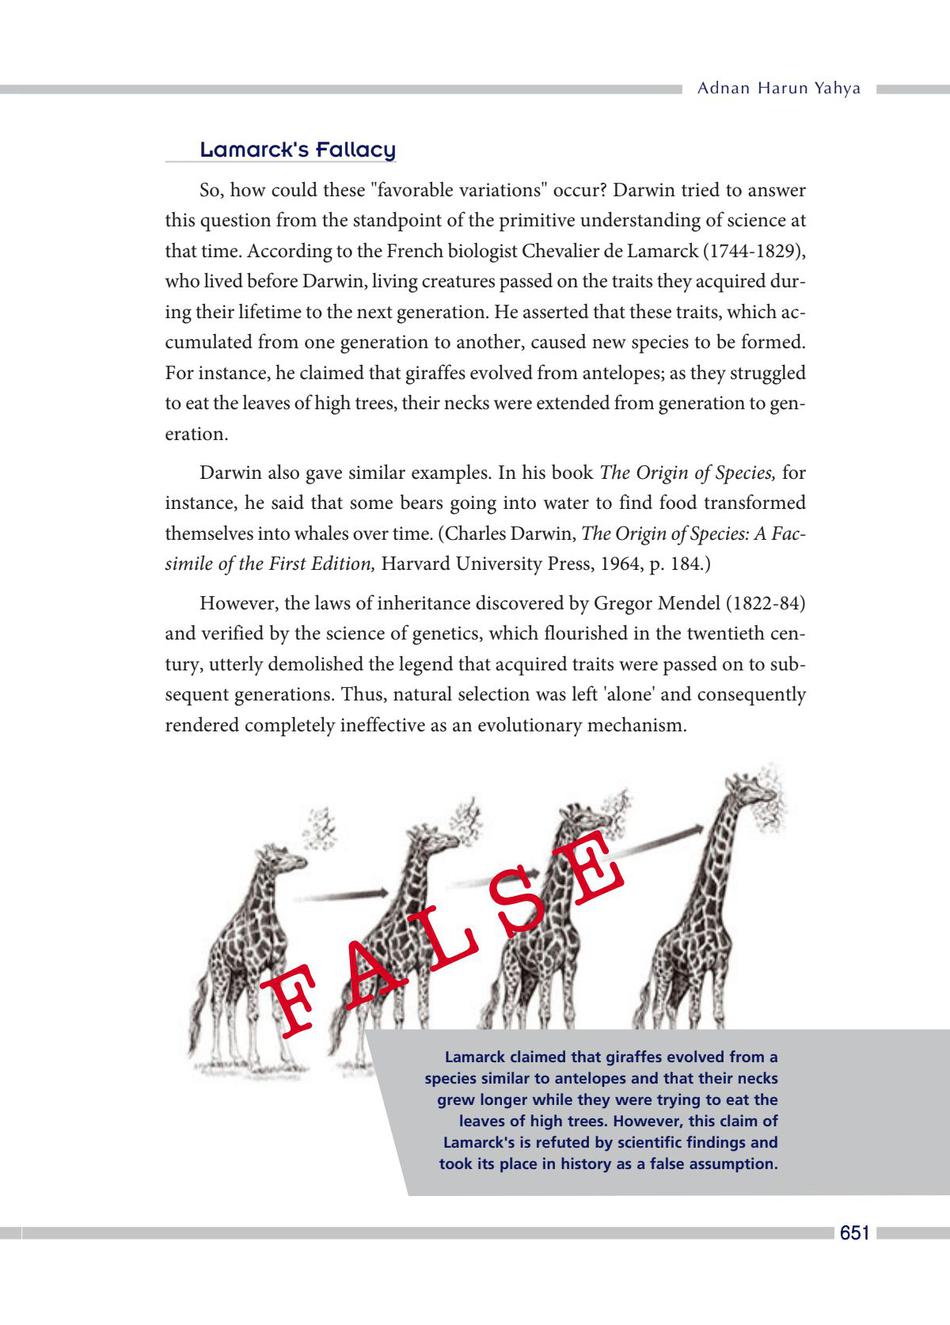 Adnan Harun Yahya
Lamarck's Fallacy
So, how could these "favorable variations" occur? Darwin tried to answer
this question from the standpoint of the primitive understanding of science at
that time. According to the French biologist Chevalier de Lamarck (1744-1829),
who lived before Darwin, living creatures passed on the traits they acquired dur-
ing their lifetime to the next generation. He asserted that these traits, which ac-
cumulated from one generation to another, caused new species to be formed.
For instance, he claimed that giraffes evolved from antelopes; as they struggled
to eat the leaves of high trees, their necks were extended from generation to gen-
eration.
Darwin also gave similar examples. In his book The Origin of Species, for
instance, he said that some bears going into water to find food transformed
themselves into whales over time. (Charles Darwin, The Origin of Species: A Fac-
simile of the First Edition, Harvard University Press, 1964, p. 184.)
However, the laws of inheritance discovered by Gregor Mendel (1822-84)
and verified by the science of genetics, which flourished in the twentieth cen-
tury, utterly demolished the legend that acquired traits were passed on to sub-
sequent generations. Thus, natural selection was left 'alone' and consequently
rendered completely ineffective as an evolutionary mechanism.
FALSE
Lamarck claimed that giraffes evolved from a
species similar to antelopes and that their necks
grew longer while they were trying to eat the
leaves of high trees. However, this claim of
Lamarck's is refuted by scientific findings and
took its place in history as a false assumption.
651